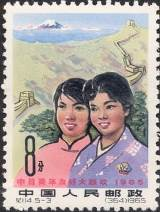 中日青年友好大联欢 1965
8分
中国人民邮政
纪114.5-3 (364) 1965